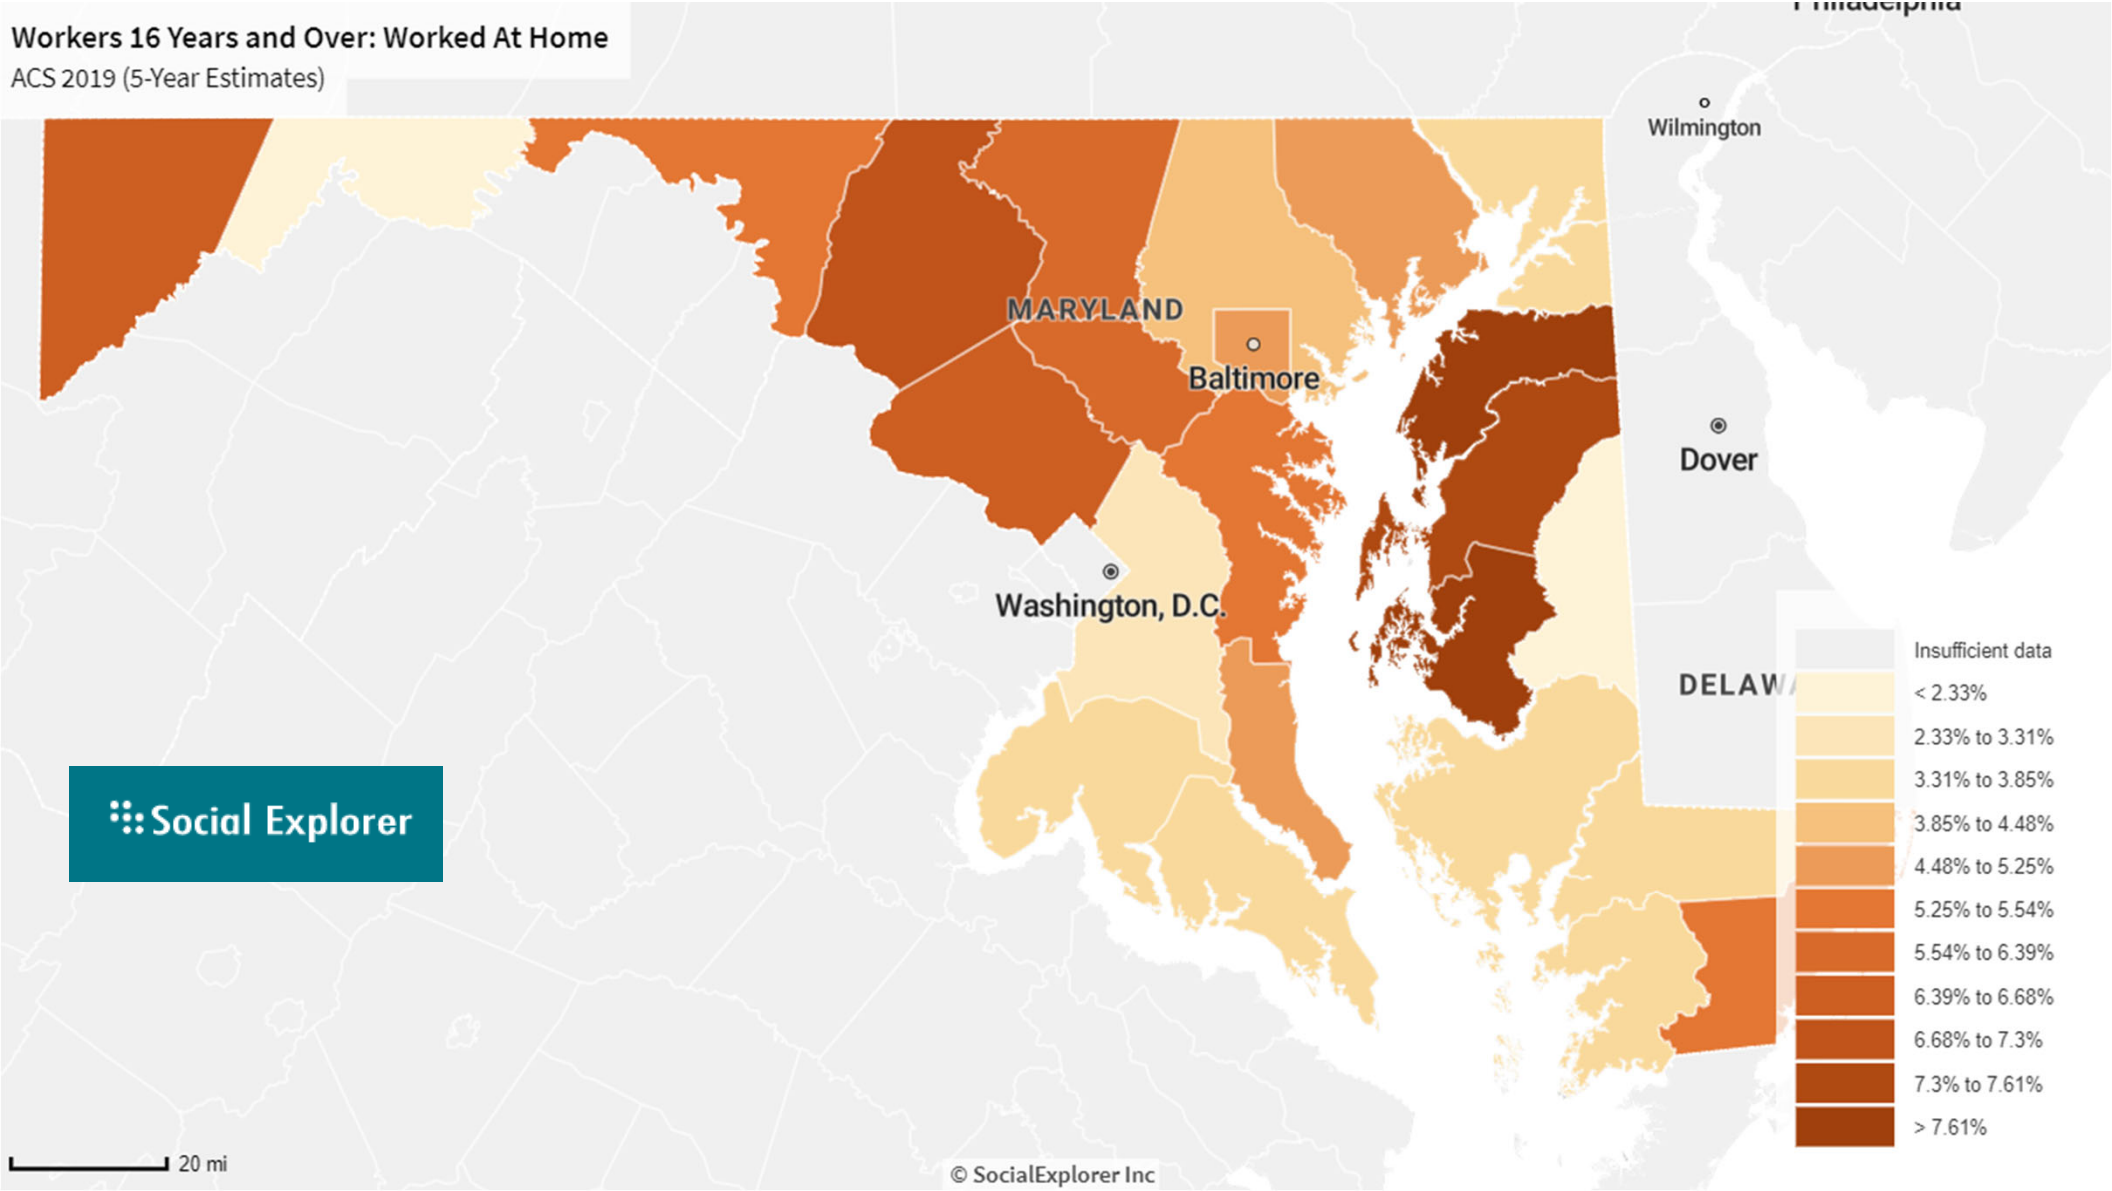 Workers 16 Years and Over: Worked At Home
ACS 2019 (5-Year Estimates)
Philadelphia
Wilmington
MARYLAND
Baltimore
Dover
Washington, D.C.
DELAWA
Social Explorer
Insufficient data
< 2.33%
2.33% to 3.31%
3.31% to 3.85%
3.85% to 4.48%
4.48% to 5.25%
5.25% to 5.54%
5.54% to 6.39%
6.39% to 6.68%
6.68% to 7.3%
7.3% to 7.61%
> 7.61%
20 mi
© SocialExplorer Inc